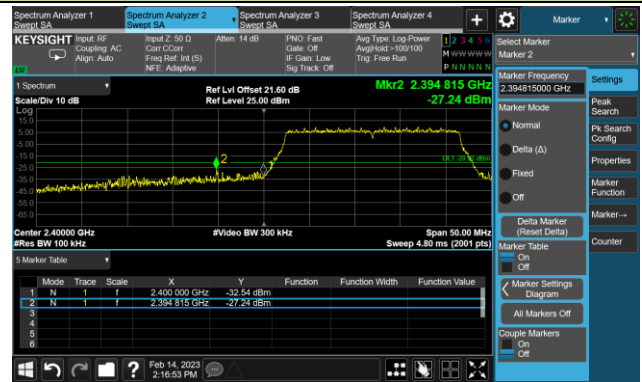 Spectrum Analyzer 1
Swept SA
Spectrum Analyzer 2
Swept SA
Spectrum Analyzer 3
Swept SA
Spectrum Analyzer 4
Swept SA
Marker
KEYSIGHT
Input: RF
Coupling: AC
Align: Auto
Input Z: 50 Ω
Corr CCorr
Freq Ref: Int (S)
NFE: Adaptive
Atten: 14 dB
PNO: Fast
Gate: Off
IF Gain: Low
Sig Track: Off
Avg Type: Log-Power
Avg|Hold:>100/100
Trig: Free Run
1 2 3 4 5 6
M W W W W W
P N N N N N
Select Marker
Marker 2
1 Spectrum
Scale/Div 10 dB
Ref Lvl Offset 21.60 dB
Ref Level 25.00 dBm
Mkr2 2.394 815 GHz
-27.24 dBm
Log
15.0
5.00
-5.00
-15.0
-25.0
-35.0
-45.0
-55.0
-65.0
2
Center 2.40000 GHz
#Res BW 100 kHz
#Video BW 300 kHz
Span 50.00 MHz
Sweep 4.80 ms (2001 pts)
5 Marker Table
Mode Trace Scale X Y Function Function Width Function Value
1 N 1 f 2.400 000 GHz -32.54 dBm
2 N 1 f 2.394 815 GHz -27.24 dBm
3
4
5
6
Marker Frequency
2.394815000 GHz
Marker Mode
Normal
Delta (Δ)
Fixed
Off
Delta Marker
(Reset Delta)
Marker Table
On
Off
Marker Settings
Diagram
All Markers Off
Couple Markers
On
Off
Settings
Peak
Search
Pk Search
Config
Properties
Marker
Function
Marker→
Counter
?
Feb 14, 2023
2:16:53 PM